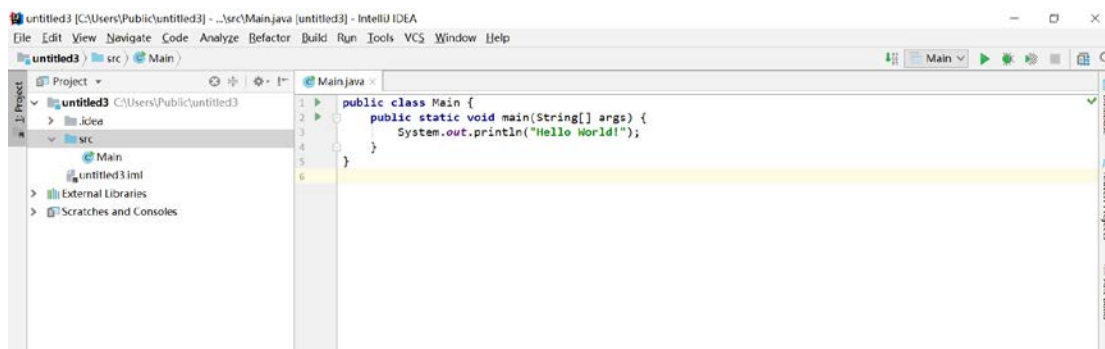 untitled3 [C:\Users\Public\untitled3] - ...\src\Main.java [untitled3] - IntelliJ IDEA
File Edit View Navigate Code Analyze Refactor Build Run Tools VCS Window Help
untitled3 src Main
Main
Project
Main.java
1: Project
untitled3 C:\Users\Public\untitled3
.idea
src
Main
untitled3.iml
External Libraries
Scratches and Consoles
1 public class Main {
2 public static void main(String[] args) {
3 System.out.println("Hello World!");
4 }
5 }
6